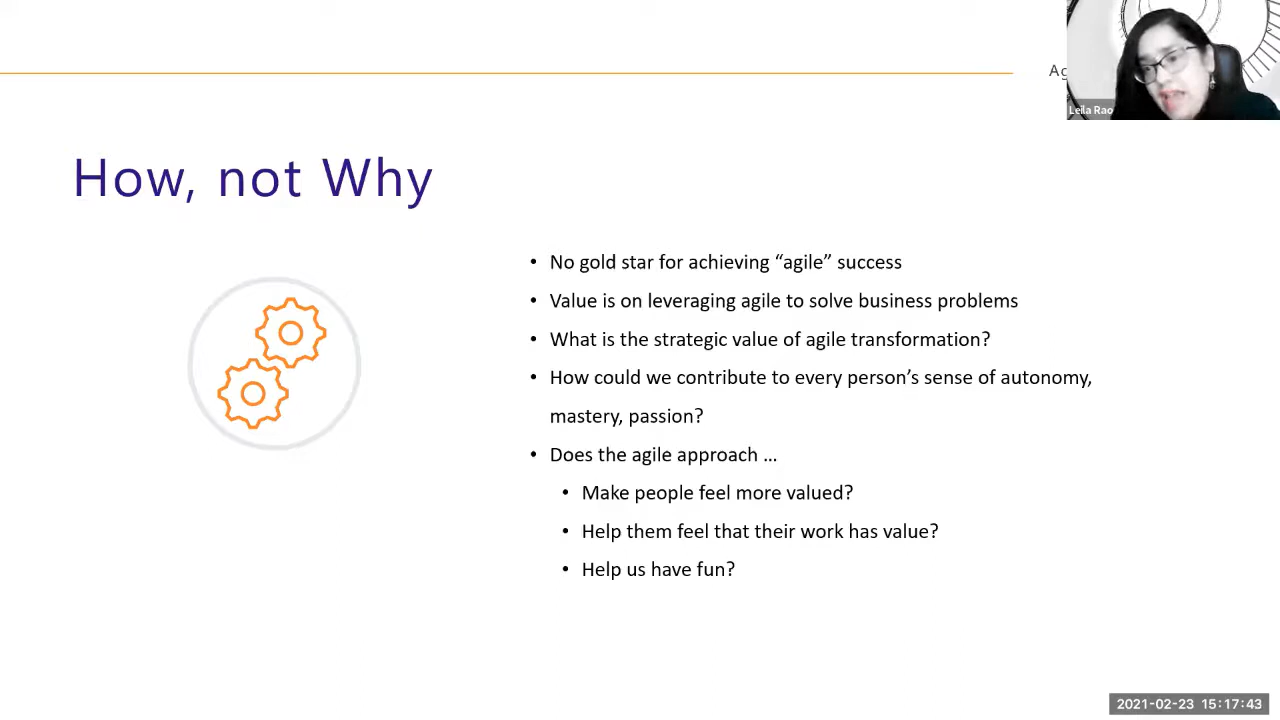 Leila Rao
How, not Why
• No gold star for achieving “agile” success
• Value is on leveraging agile to solve business problems
• What is the strategic value of agile transformation?
• How could we contribute to every person’s sense of autonomy,
mastery, passion?
• Does the agile approach …
• Make people feel more valued?
• Help them feel that their work has value?
• Help us have fun?
2021-02-23 15:17:43